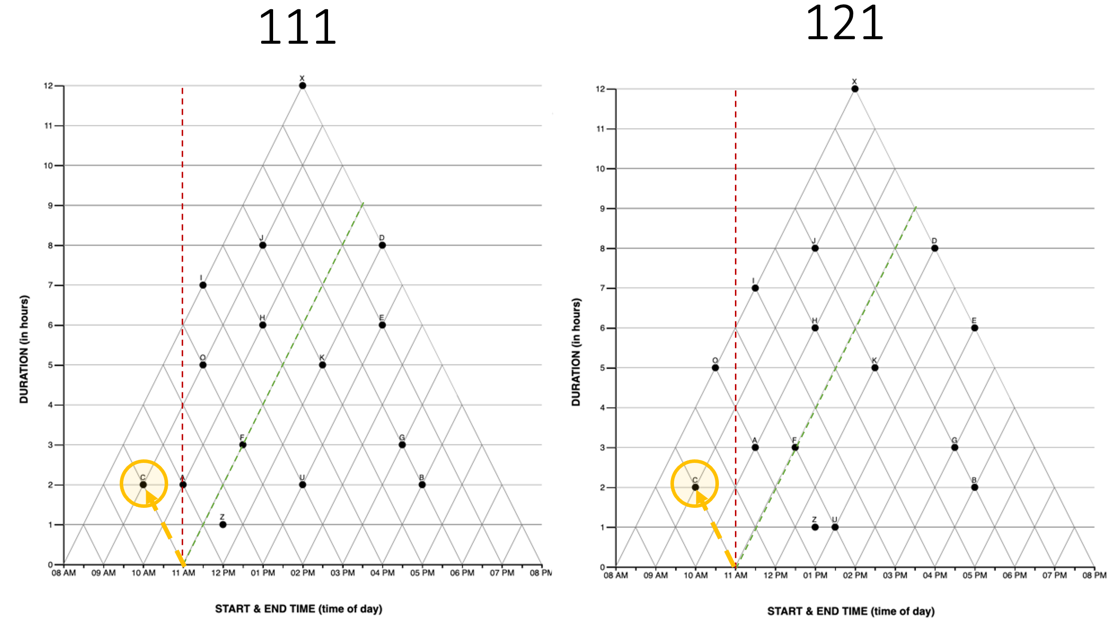 111
121
X
12
11
10
9
8
7
6
5
4
3
2
1
0
J
D
I
H
E
O
K
F
G
C
A
U
B
Z
08 AM 09 AM 10 AM 11 AM 12 PM 01 PM 02 PM 03 PM 04 PM 05 PM 06 PM 07 PM 08 PM
DURATION (in hours)
START & END TIME (time of day)
X
12
11
10
9
8
7
6
5
4
3
2
1
0
J
D
I
H
E
O
K
A
F
G
C
B
Z
U
08 AM 09 AM 10 AM 11 AM 12 PM 01 PM 02 PM 03 PM 04 PM 05 PM 06 PM 07 PM 08 PM
DURATION (in hours)
START & END TIME (time of day)